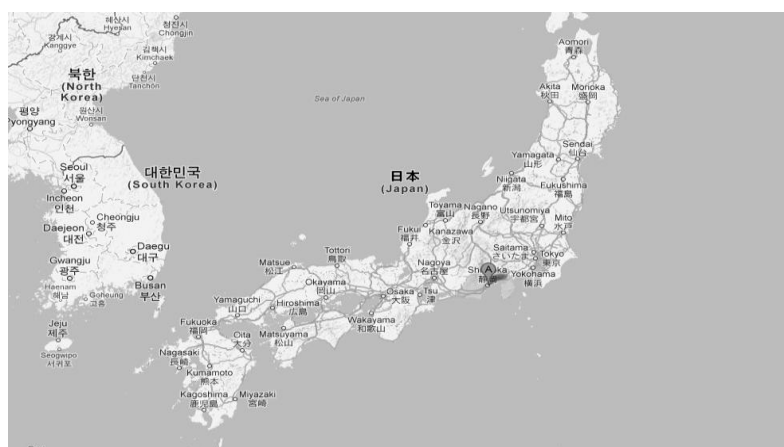 혜산시
Hyesan
청진시
Chongjin
강계시
Kanggye
김책시
Kimchaek
단천시
Tanchŏn
북한
(North
Korea)
원산시
Wonsan
평양
Pyongyang
Seoul
서울
Incheon
인천
대한민국
(South Korea)
Cheongju
청주
Daejeon
대전
Daegu
대구
Gwangju
광주
Busan
부산
Haenam
해남
Goheung
고흥
Jeju
제주
Seogwipo
서귀포
Sea of Japan
日本
(Japan)
Aomori
青森
Akita
秋田
Morioka
盛岡
Sendai
仙台
Yamagata
山形
Niigata
新潟
Fukushima
福島
Toyama
富山
Nagano
長野
Utsunomiya
宇都宮
Mito
水戸
Fukui
福井
Kanazawa
金沢
Saitama
さいたま
Tokyo
東京
Tottori
鳥取
Nagoya
名古屋
A
Yokohama
横浜
Matsue
松江
Okayama
岡山
Osaka
大阪
Tsu
津
Yamaguchi
山口
Hiroshima
広島
Wakayama
和歌山
Fukuoka
福岡
Oita
大分
Matsuyama
松山
Nagasaki
長崎
Kumamoto
熊本
Kagoshima
鹿児島
Miyazaki
宮崎